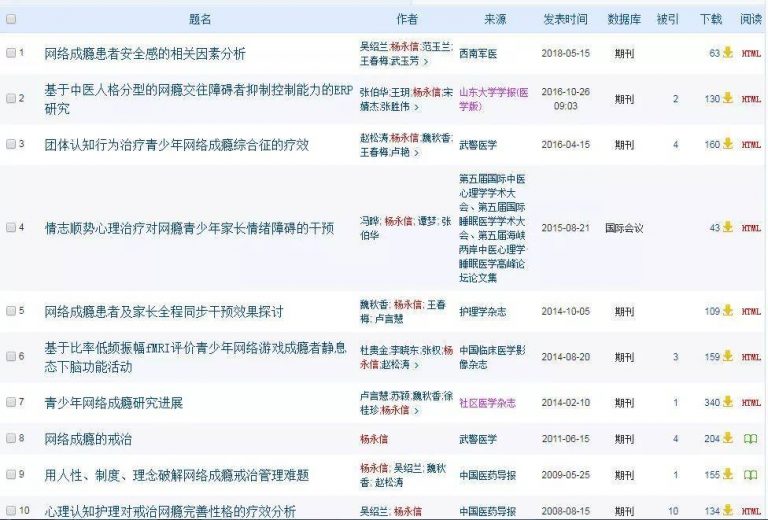 题名 作者 来源 发表时间 数据库 被引 下载 阅读
1 网络成瘾患者安全感的相关因素分析 吴绍兰;杨永信;范玉兰; 西南军医 2018-05-15 期刊 63 HTML
王春梅;武玉芳
2 基于中医人格分型的网瘾交往障碍者抑制控制能力的ERP 张伯华;王玥;杨永信;宋 山东大学学报(医 2016-10-26 期刊 2 130 HTML
研究 婧杰;张胜伟 学版) 09:03
3 团体认知行为治疗青少年网络成瘾综合征的疗效 赵松涛;杨永信;魏秋香; 武警医学 2016-04-15 期刊 4 160 HTML
王春梅;卢艳
第五届国际中医
心理学学术大
会、第五届国际
4 情志顺势心理治疗对网瘾青少年家长情绪障碍的干预 冯晔; 杨永信; 谭梦; 张 睡眠医学学术大 2015-08-21 国际会议 43 HTML
伯华 会、第五届海峡
两岸中医心理学·
睡眠医学高峰论
坛论文集
5 网络成瘾患者及家长全程同步干预效果探讨 魏秋香; 杨永信; 王春 护理学杂志 2014-10-05 期刊 109 HTML
梅; 卢言慧
6 基于比率低频振幅fMRI评价青少年网络游戏成瘾者静息 杜贵金;李晓东;张权;杨 中国临床医学影 2014-08-20 期刊 3 159 HTML
态下脑功能活动 永信;赵松涛 像杂志
7 青少年网络成瘾研究进展 卢言慧;苏颖;魏秋香;徐 社区医学杂志 2014-02-10 期刊 1 340 HTML
桂珍;杨永信
8 网络成瘾的戒治 杨永信 武警医学 2011-06-15 期刊 4 204
9 用人性、制度、理念破解网络成瘾戒治管理难题 杨永信; 吴绍兰; 魏秋 中国医药导报 2009-05-25 期刊 1 155
香; 赵松涛
10 心理认知护理对戒治网瘾完善性格的疗效分析 吴绍兰; 杨永信 中国医药导报 2008-08-15 期刊 10 134 HTML